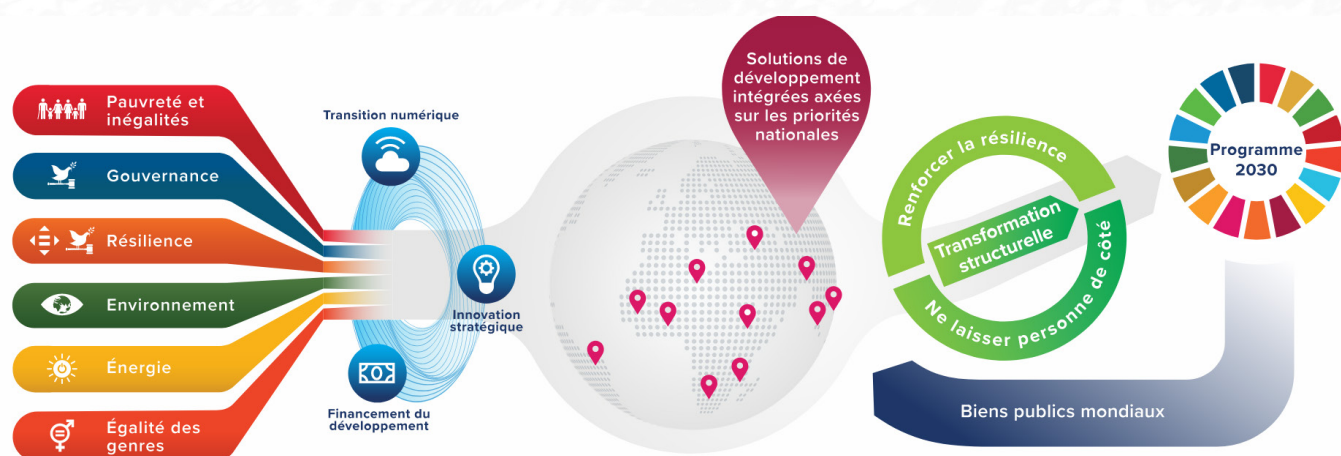 Pauvreté et
inégalités
Gouvernance
Résilience
Environnement
Énergie
Égalité des
genres
Transition numérique
Innovation
stratégique
Financement du
développement
Solutions de
développement
intégrées axées
sur les priorités
nationales
Renforcer la résilience
Transformation
structurelle
Ne laisser personne de côté
Programme
2030
Biens publics mondiaux